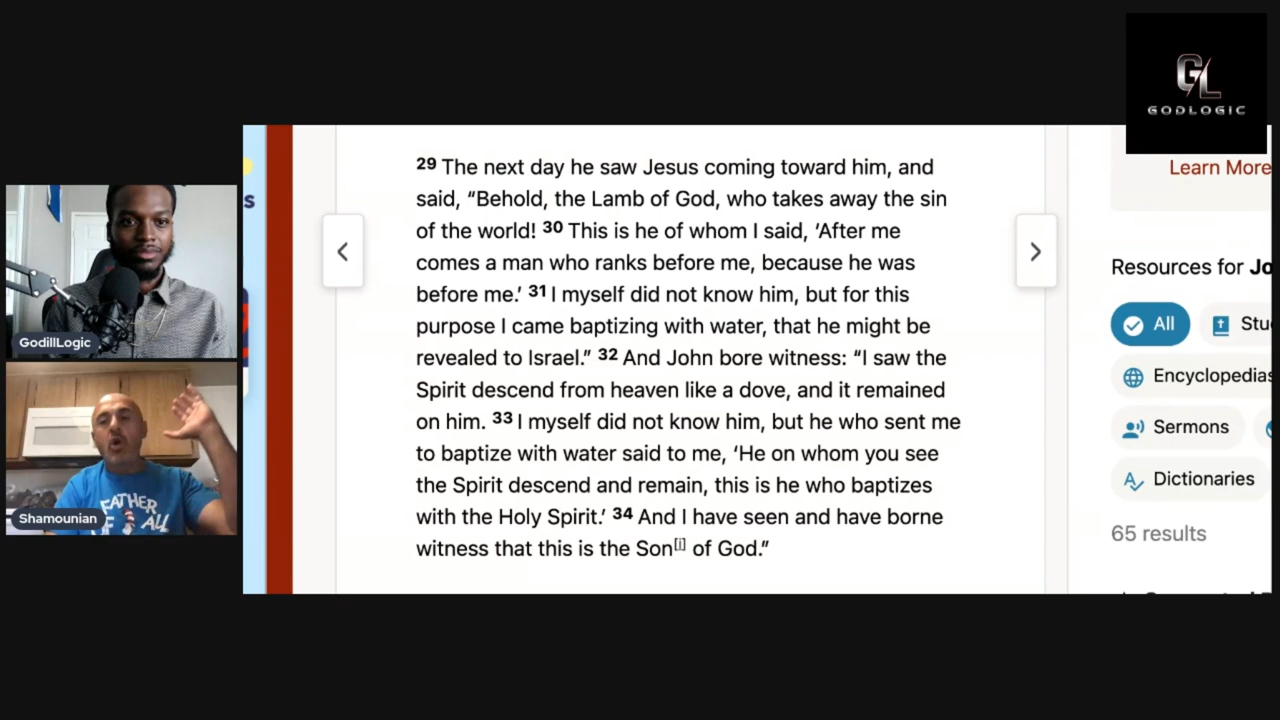 GL
GODLOGIC
GodillLogic
FATHER
OF ALL
Shamounian
s
29 The next day he saw Jesus coming toward him, and
said, “Behold, the Lamb of God, who takes away the sin
of the world! 30 This is he of whom I said, ‘After me
comes a man who ranks before me, because he was
before me.’ 31 I myself did not know him, but for this
purpose I came baptizing with water, that he might be
revealed to Israel.” 32 And John bore witness: “I saw the
Spirit descend from heaven like a dove, and it remained
on him. 33 I myself did not know him, but he who sent me
to baptize with water said to me, ‘He on whom you see
the Spirit descend and remain, this is he who baptizes
with the Holy Spirit.’ 34 And I have seen and have borne
witness that this is the Son[i] of God.”
Learn More
Resources for Jo
All
Stu
Encyclopedias
Sermons
Dictionaries
65 results